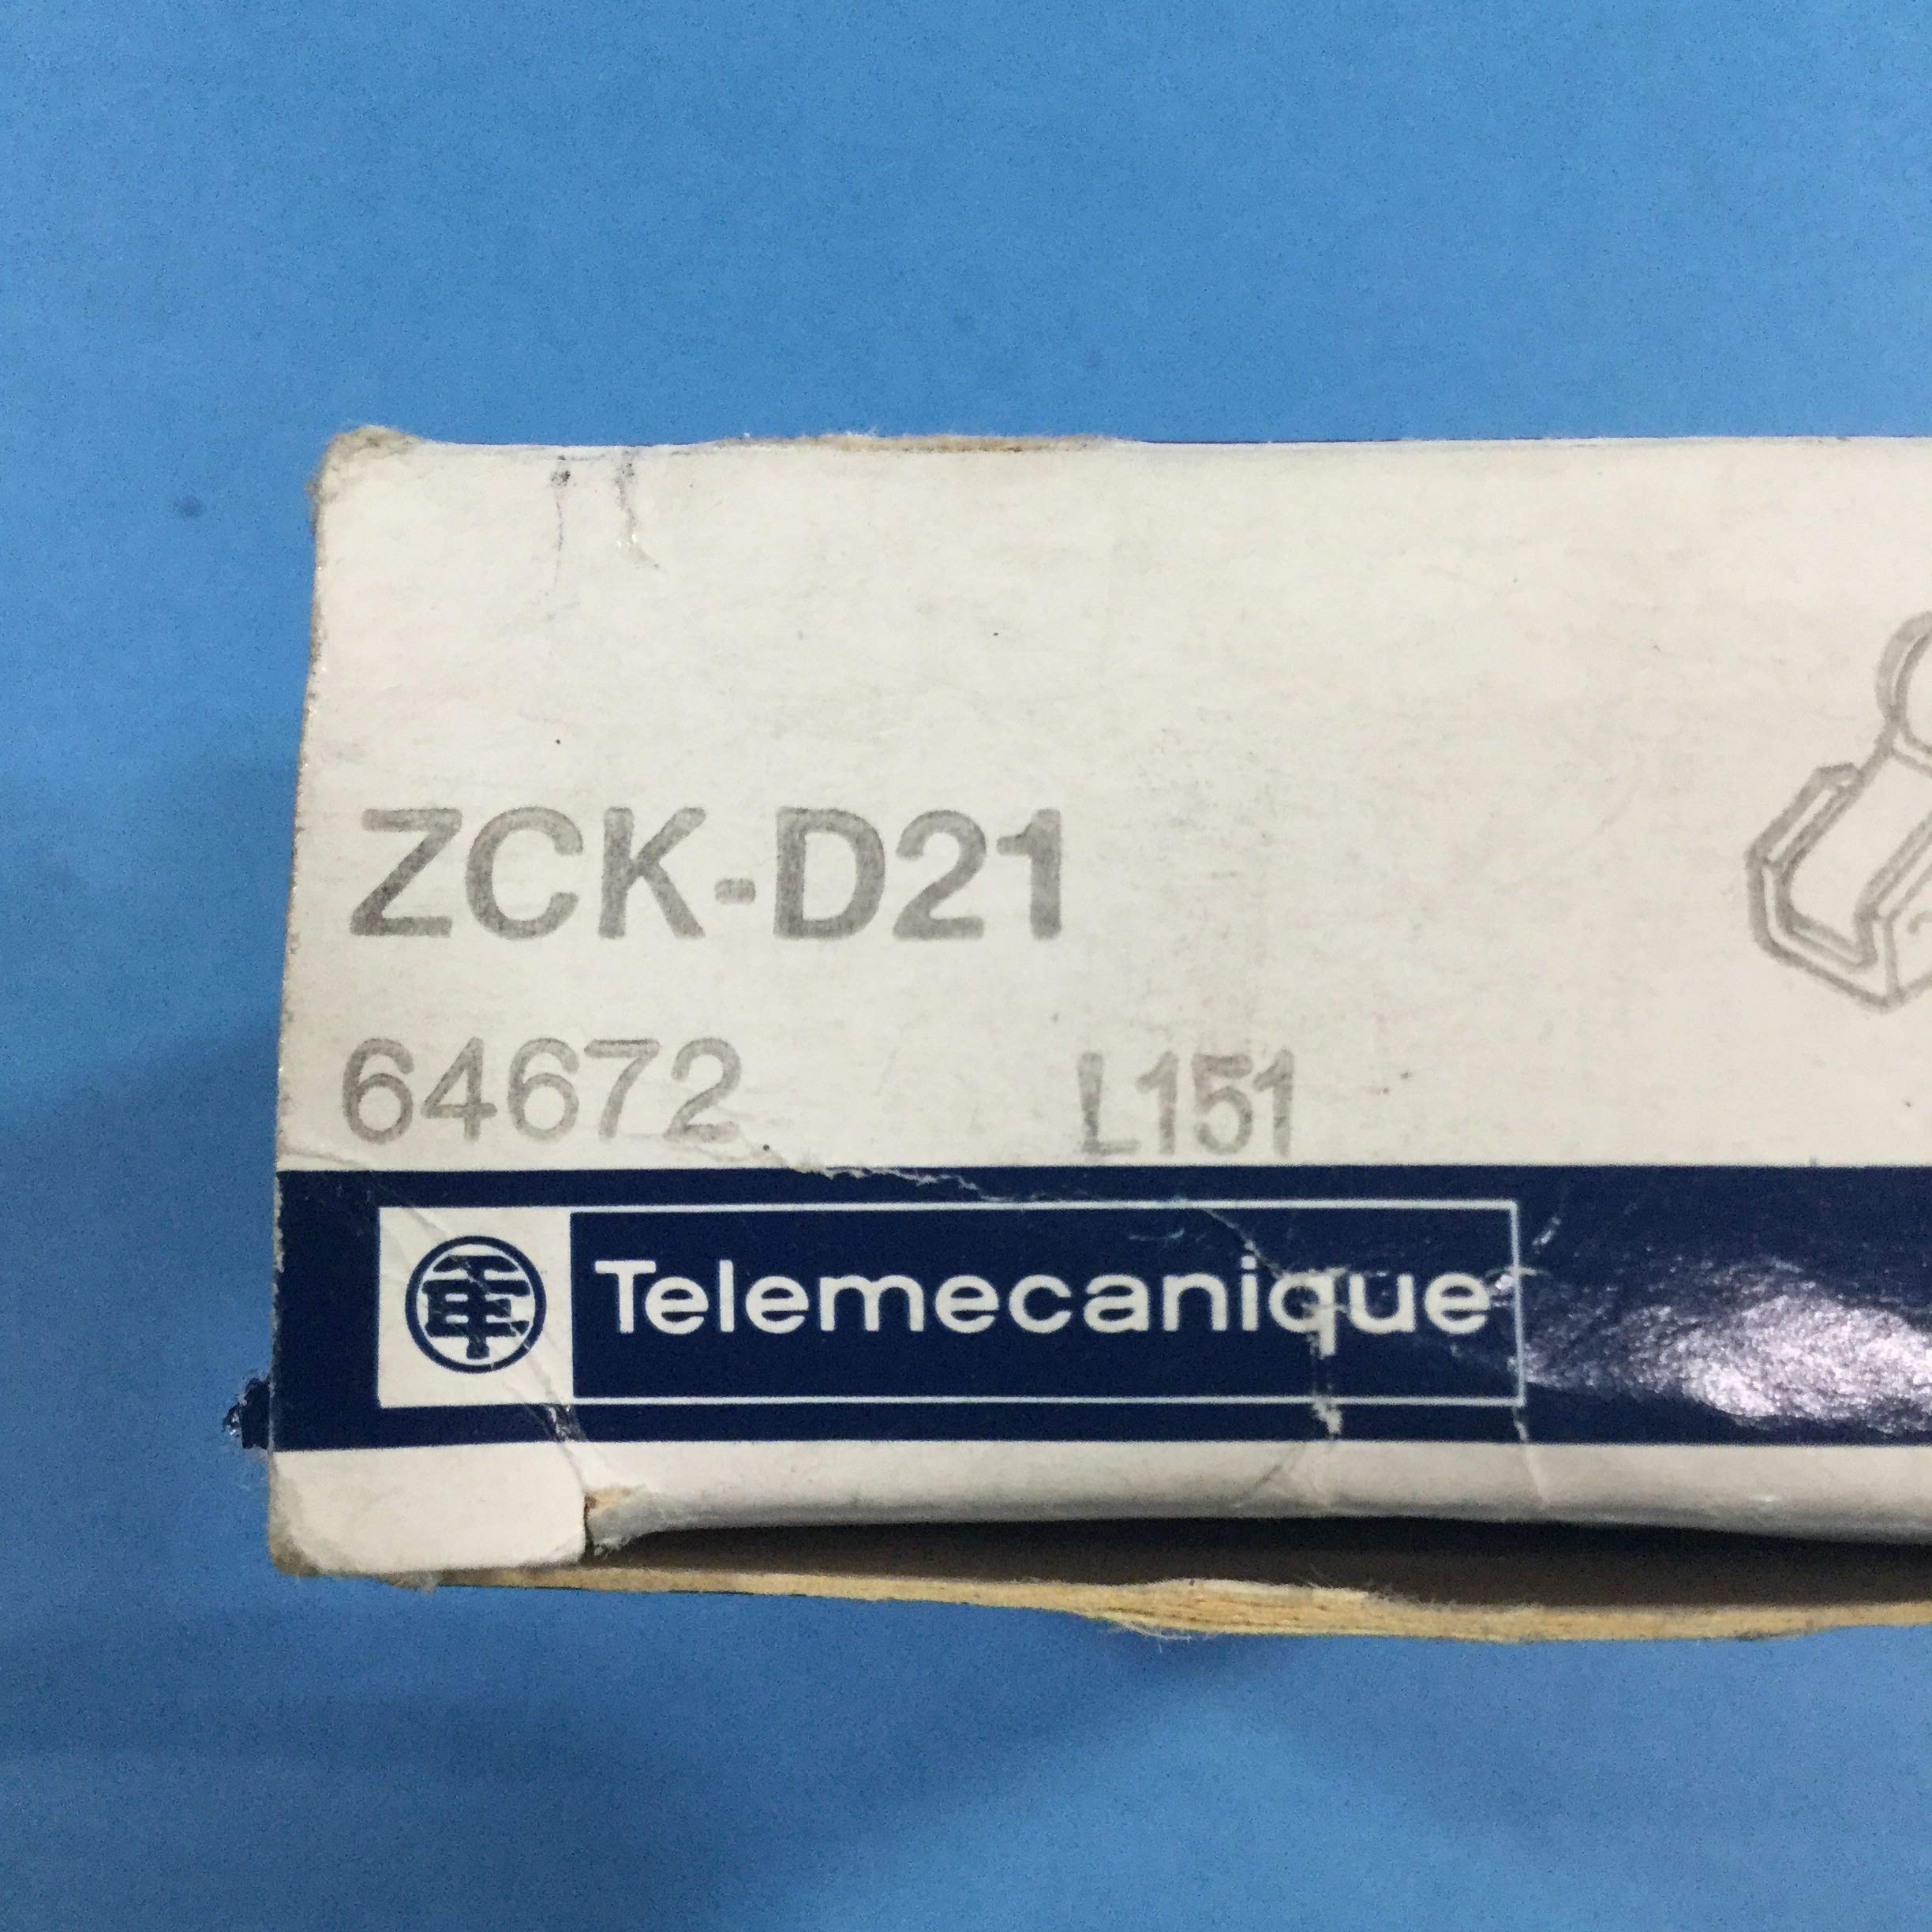 ZCK-D21
64672 L151
Telemecanique